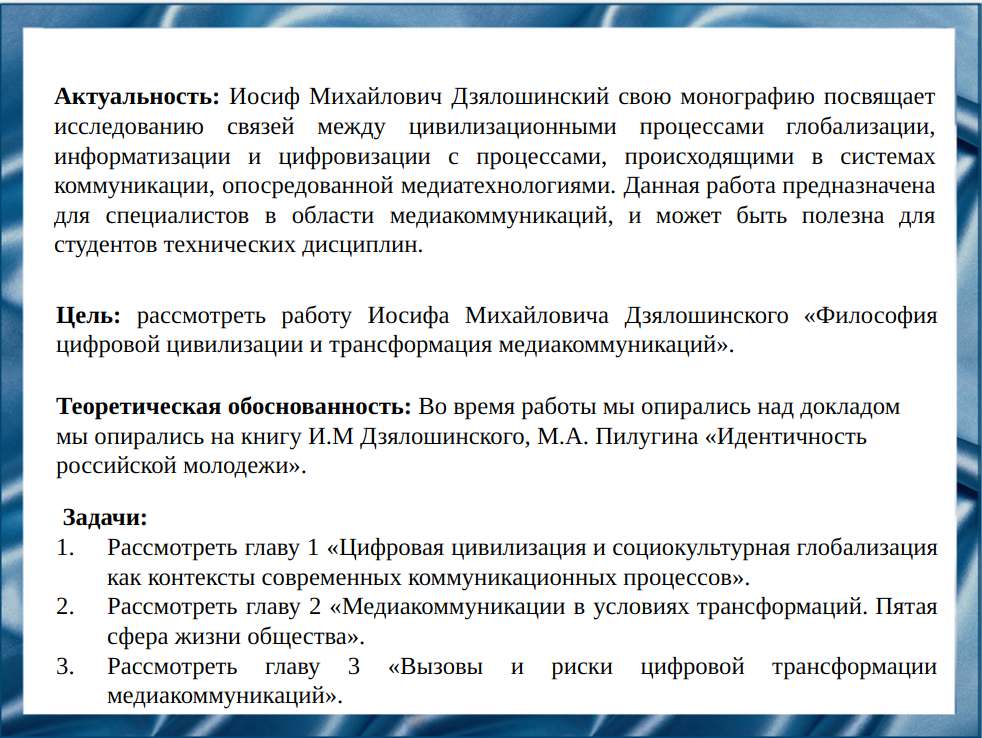 Актуальность: Иосиф Михайлович Дзялошинский свою монографию посвящает
исследованию связей между цивилизационными процессами глобализации,
информатизации и цифровизации с процессами, происходящими в системах
коммуникации, опосредованной медиатехнологиями. Данная работа предназначена
для специалистов в области медиакоммуникаций, и может быть полезна для
студентов технических дисциплин.
Цель: рассмотреть работу Иосифа Михайловича Дзялошинского «Философия
цифровой цивилизации и трансформация медиакоммуникаций».
Теоретическая обоснованность: Во время работы мы опирались над докладом
мы опирались на книгу И.М Дзялошинского, М.А. Пилугина «Идентичность
российской молодежи».
Задачи:
1. Рассмотреть главу 1 «Цифровая цивилизация и социокультурная глобализация
как контексты современных коммуникационных процессов».
2. Рассмотреть главу 2 «Медиакоммуникации в условиях трансформаций. Пятая
сфера жизни общества».
3. Рассмотреть главу 3 «Вызовы и риски цифровой трансформации
медиакоммуникаций».